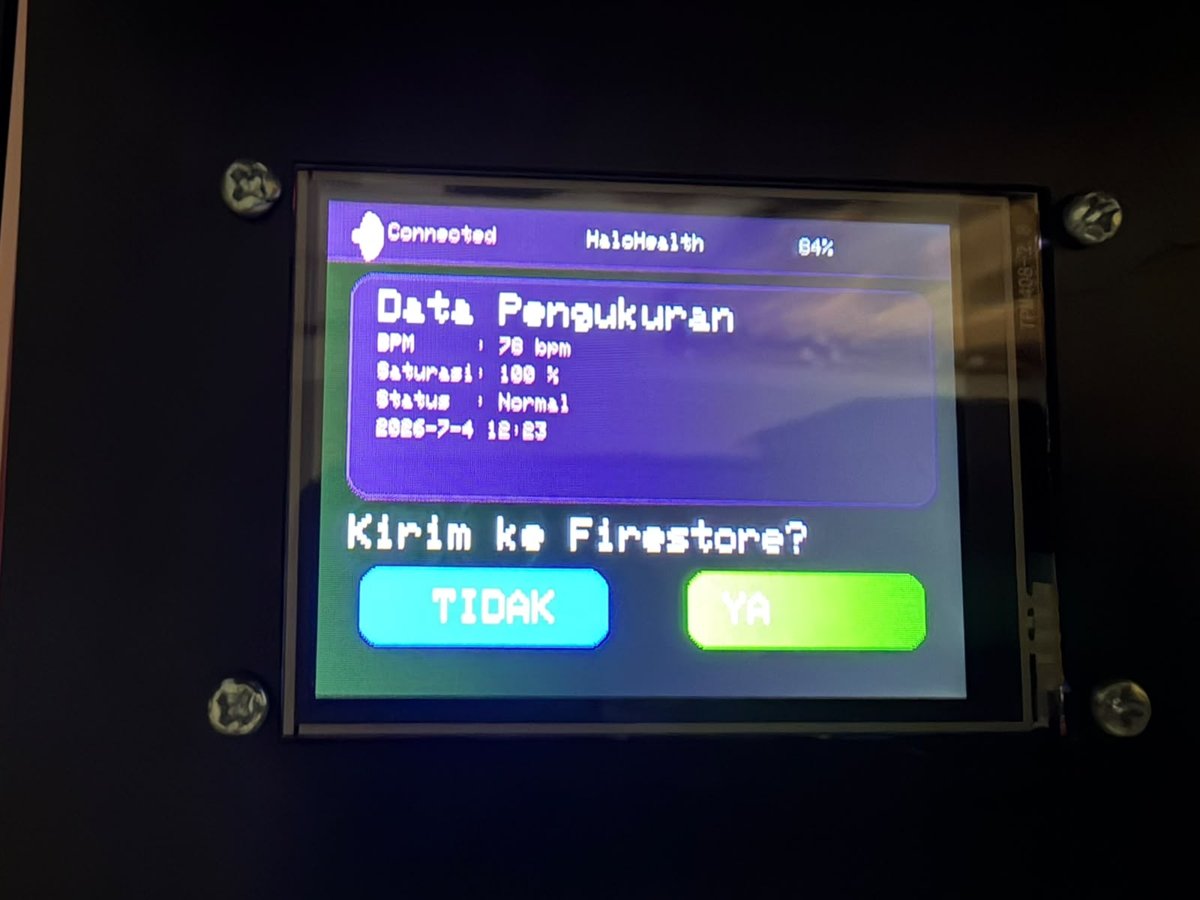 Connected HaloHealth 84%
Data Pengukuran
BPM : 78 bpm
Saturasi: 100 %
Status : Normal
2026-7-4 12:23
Kirim ke Firestore?
TIDAK YA